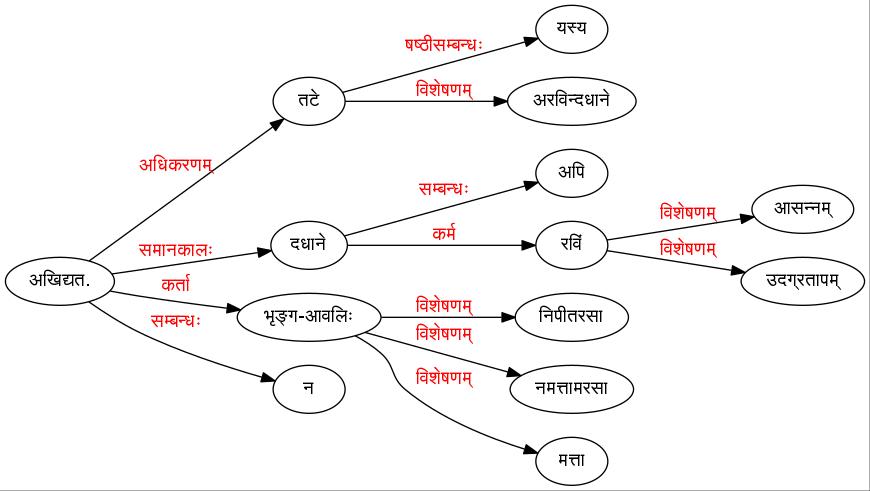 यस्य
षष्ठीसम्बन्धः
विशेषणम्
तटे
अरविन्दधाने
अधिकरणम्
अपि
सम्बन्धः
आसन्नम्
विशेषणम्
समानकालः
दधाने
कर्म
रविं
विशेषणम्
उदग्रतापम्
अखिद्यत.
कर्ता
विशेषणम्
भृङ्ग-आवलिः
निपीतरसा
सम्बन्धः
विशेषणम्
न
विशेषणम्
नमत्तामरसा
मत्ता